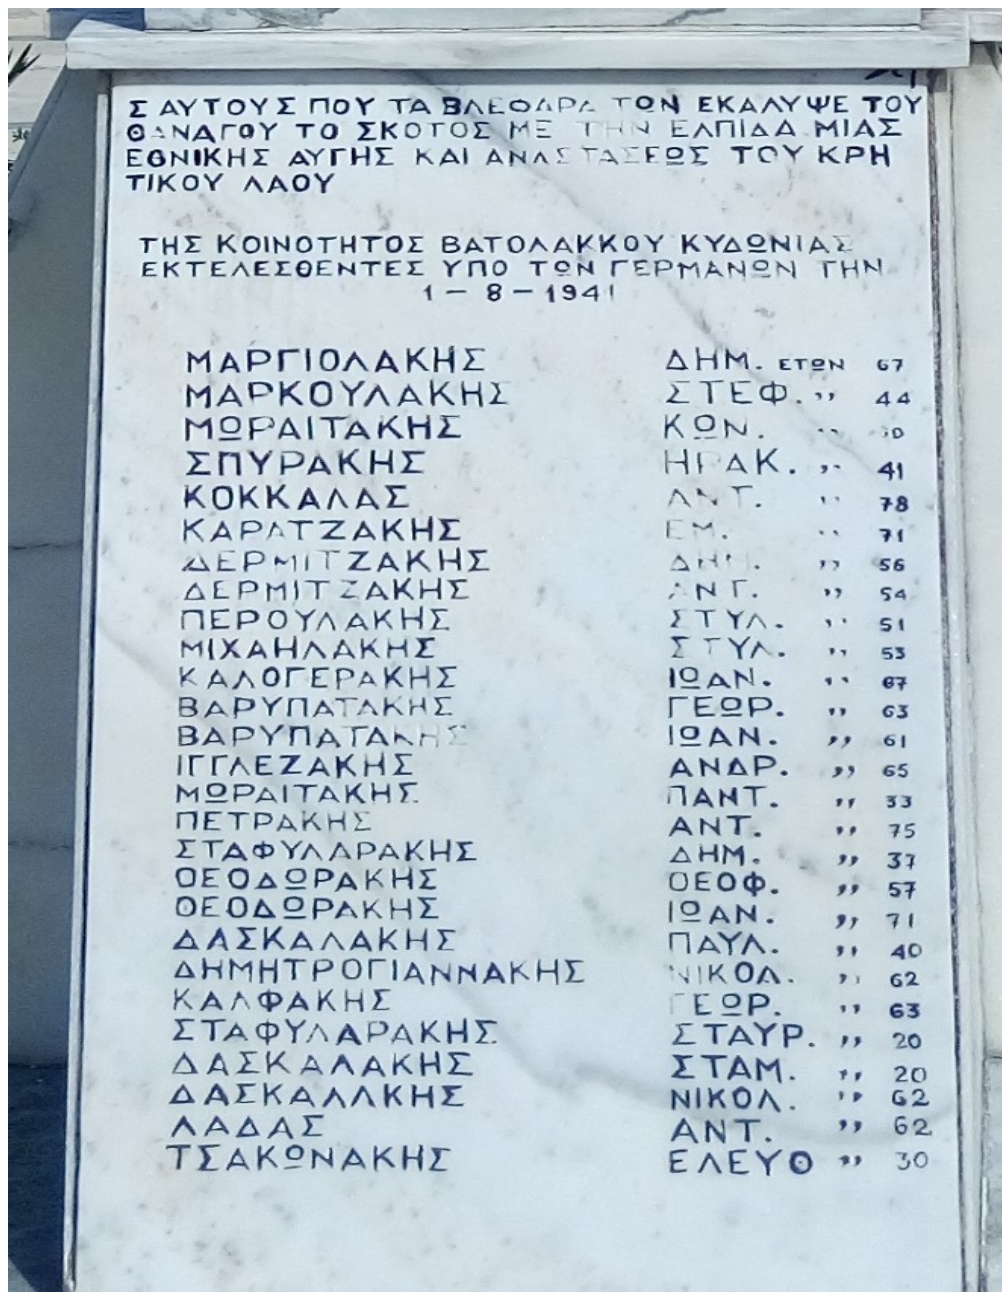 Σ ΑΥΤΟΥΣ ΠΟΥ ΤΑ ΒΛΕΦΑΡΑ ΤΩΝ ΕΚΑΛΥΨΕ ΤΟΥ
ΘΑΝΑΤΟΥ ΤΟ ΣΚΟΤΟΣ ΜΕ ΤΗΝ ΕΛΠΙΔΑ ΜΙΑΣ
ΕΘΝΙΚΗΣ ΑΥΓΗΣ ΚΑΙ ΑΝΑΣΤΑΣΕΩΣ ΤΟΥ ΚΡΗ
ΤΙΚΟΥ ΛΑΟΥ
ΤΗΣ ΚΟΙΝΟΤΗΤΟΣ ΒΑΤΟΛΑΚΚΟΥ ΚΥΔΩΝΙΑΣ
ΕΚΤΕΛΕΣΘΕΝΤΕΣ ΥΠΟ ΤΩΝ ΓΕΡΜΑΝΩΝ ΤΗΝ
1 - 8 - 1941
ΜΑΡΓΙΟΛΑΚΗΣ ΔΗΜ. ΕΤΩΝ 67
ΜΑΡΚΟΥΛΑΚΗΣ ΣΤΕΦ. ,, 44
ΜΩΡΑΙΤΑΚΗΣ ΚΩΝ. ,,
ΣΠΥΡΑΚΗΣ ΗΡΑΚ. ,, 41
ΚΟΚΚΑΛΑΣ ΑΝΤ. ,, 78
ΚΑΡΑΤΖΑΚΗΣ ΕΜ. ,, 71
ΔΕΡΜΙΤΖΑΚΗΣ ΔΗΜ. ,, 56
ΔΕΡΜΙΤΖΑΚΗΣ ΑΝΤ. ,, 54
ΠΕΡΟΥΛΑΚΗΣ ΣΤΥΛ. ,, 51
ΜΙΧΑΗΛΑΚΗΣ ΣΤΥΛ. ,, 53
ΚΑΛΟΓΕΡΑΚΗΣ ΙΩΑΝ. ,, 67
ΒΑΡΥΠΑΤΑΚΗΣ ΓΕΩΡ. ,, 63
ΒΑΡΥΠΑΤΑΚΗΣ ΙΩΑΝ. ,, 61
ΙΓΓΛΕΖΑΚΗΣ ΑΝΔΡ. ,, 65
ΜΩΡΑΙΤΑΚΗΣ ΠΑΝΤ. ,, 33
ΠΕΤΡΑΚΗΣ ΑΝΤ. ,, 75
ΣΤΑΦΥΛΑΡΑΚΗΣ ΔΗΜ. ,, 37
ΘΕΟΔΩΡΑΚΗΣ ΘΕΟΦ. ,, 57
ΘΕΟΔΩΡΑΚΗΣ ΙΩΑΝ. ,, 71
ΔΑΣΚΑΛΑΚΗΣ ΠΑΥΛ. ,, 40
ΔΗΜΗΤΡΟΓΙΑΝΝΑΚΗΣ ΝΙΚΟΛ. ,, 62
ΚΑΛΦΑΚΗΣ ΓΕΩΡ. ,, 63
ΣΤΑΦΥΛΑΡΑΚΗΣ ΣΤΑΥΡ. ,, 20
ΔΑΣΚΑΛΑΚΗΣ ΣΤΑΜ. ,, 20
ΔΑΣΚΑΛΑΚΗΣ ΝΙΚΟΛ. ,, 62
ΛΑΔΑΣ ΑΝΤ. ,, 62
ΤΣΑΚΩΝΑΚΗΣ ΕΛΕΥΘ ,, 30